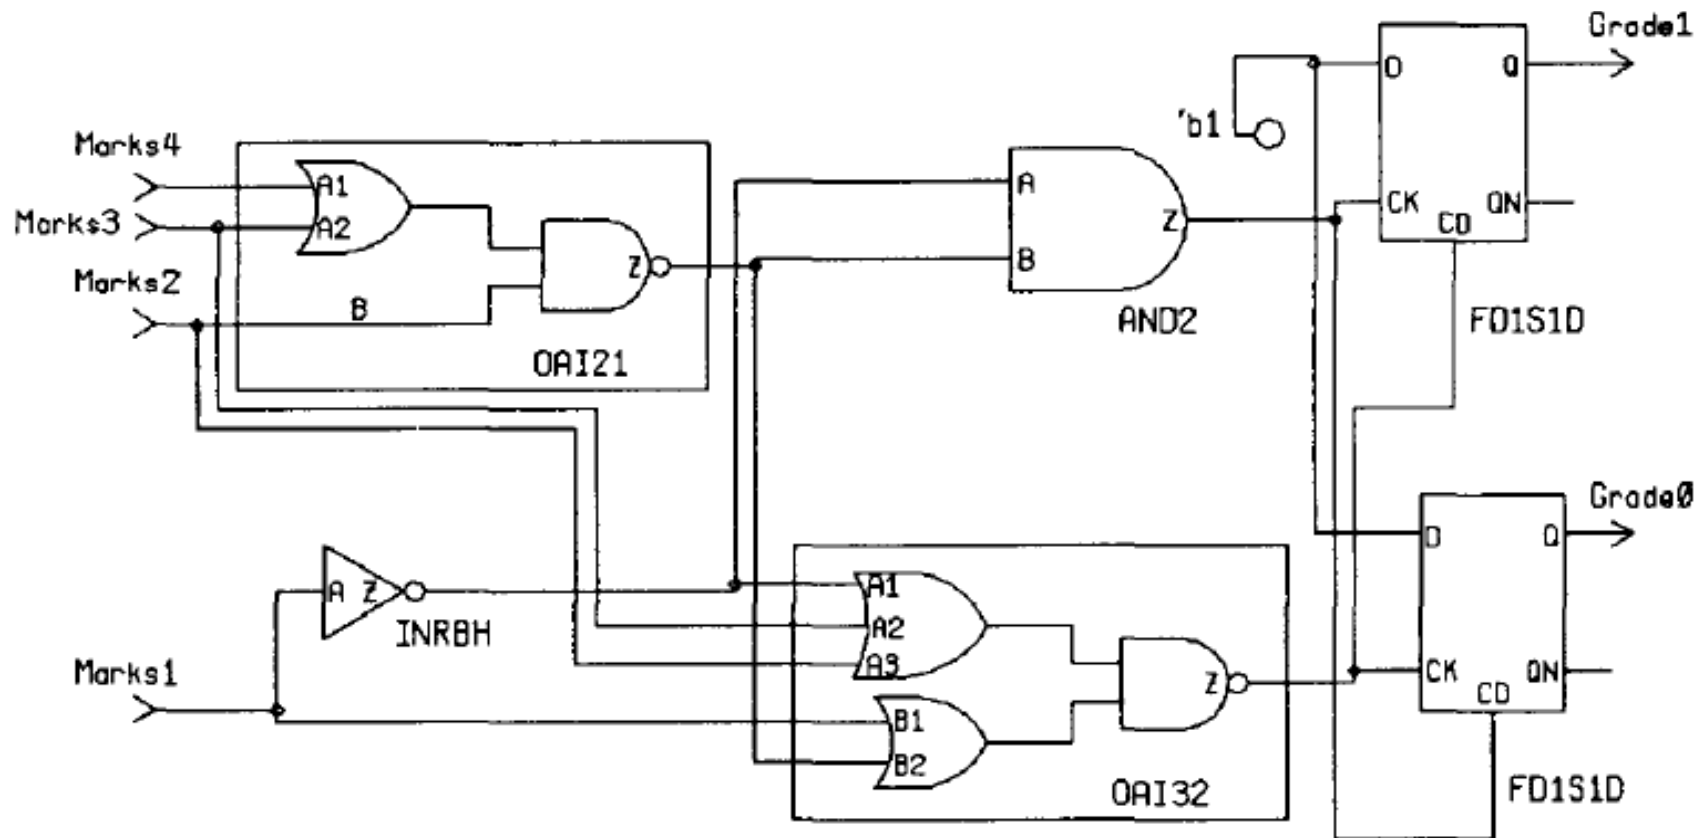 Grade1
D
Q
'b1
Marks4
A1
A
CK
QN
Marks3
A2
Z
CD
Marks2
Z
B
B
AND2
FD1S1D
OAI21
Grade0
D
Q
A1
A Z
A2
INRBH
A3
Marks1
Z
CK
QN
CD
B1
B2
OAI32
FD1S1D